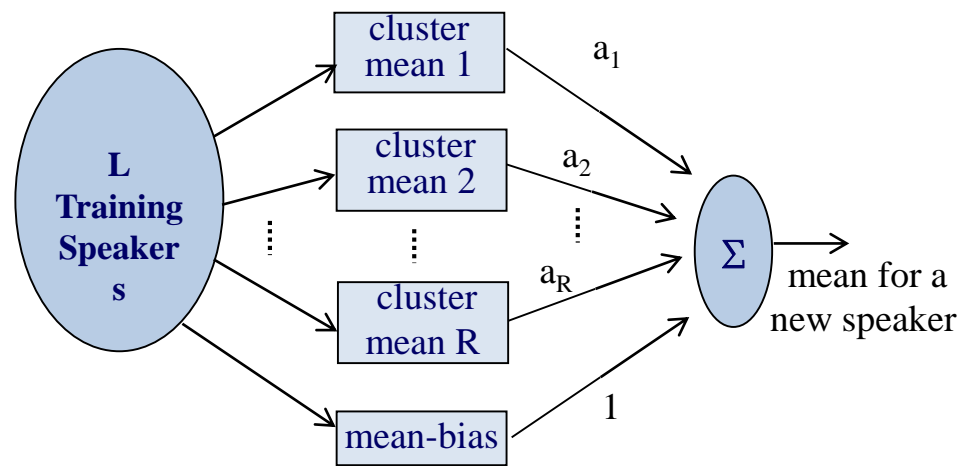 L
Training
Speaker
s
cluster
mean 1
cluster
mean 2
cluster
mean R
mean-bias
a1
a2
aR
1
Σ
mean for a
new speaker